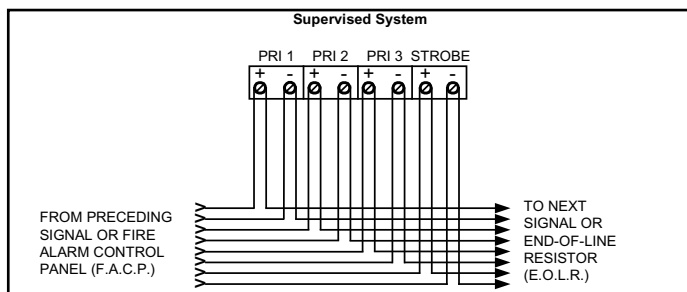 Supervised System
PRI 1 PRI 2 PRI 3 STROBE
+ - + - + - + -
FROM PRECEDING
SIGNAL OR FIRE
ALARM CONTROL
PANEL (F.A.C.P.)
TO NEXT
SIGNAL OR
END-OF-LINE
RESISTOR
(E.O.L.R.)